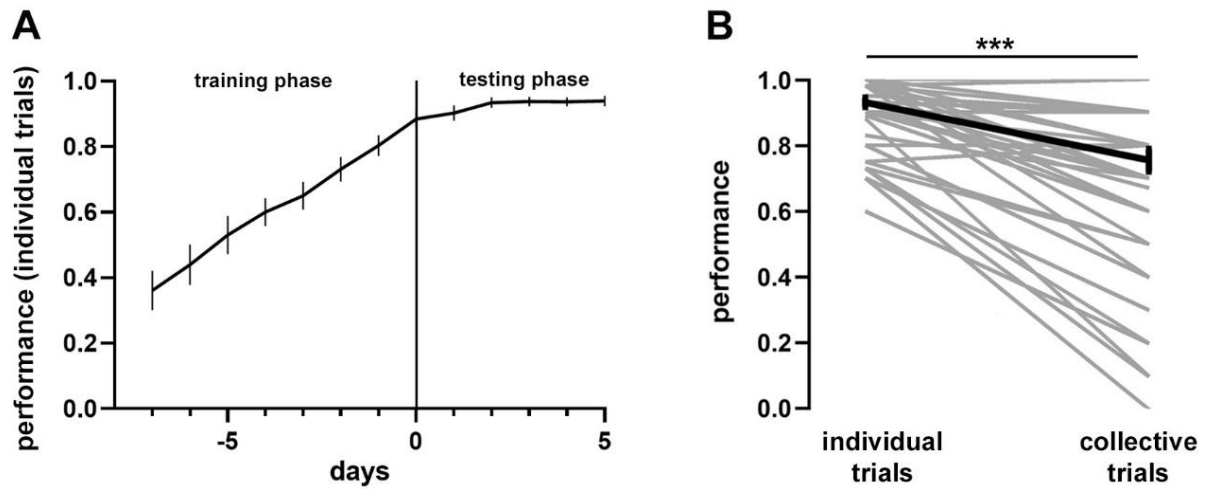 A
performance (individual trials)
training phase
testing phase
1.0
0.8
0.6
0.4
0.2
0.0
-5
0
5
days
B
***
performance
1.0
0.8
0.6
0.4
0.2
0.0
individual
trials
collective
trials